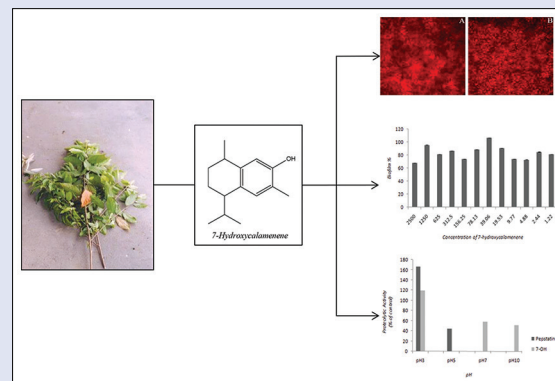 A
B
OH
7-Hydroxycalamenene
Biofilm %
120
100
80
60
40
20
0
2500
1250
625
312.5
156.25
78.13
39.06
19.53
9.77
4.88
2.44
1.22
Concentration of 7-hydroxycalamenene
Proteolytic Activity
(% of control)
180
160
140
120
100
80
60
40
20
0
pH3
pH5
pH7
pH10
pH
Pepstatin
7-OH